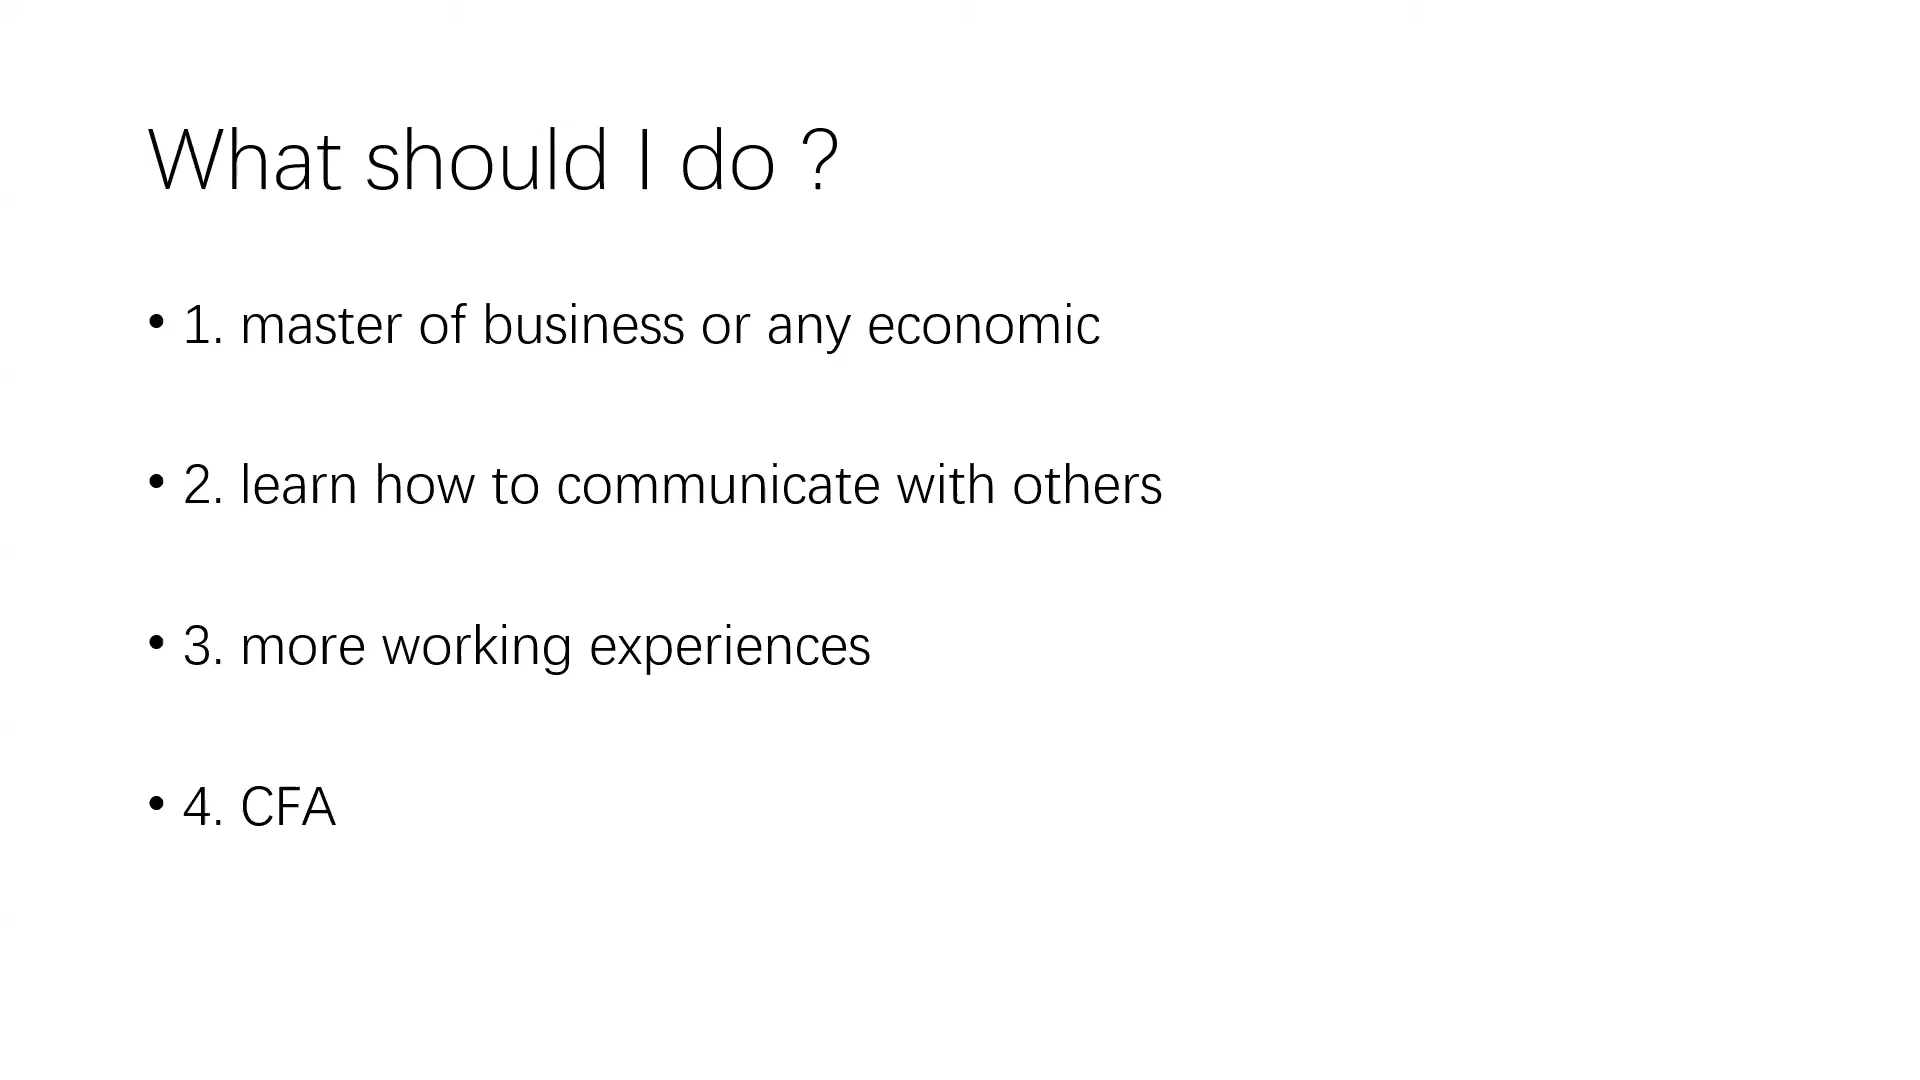 What should I do ?
• 1. master of business or any economic
• 2. learn how to communicate with others
• 3. more working experiences
• 4. CFA